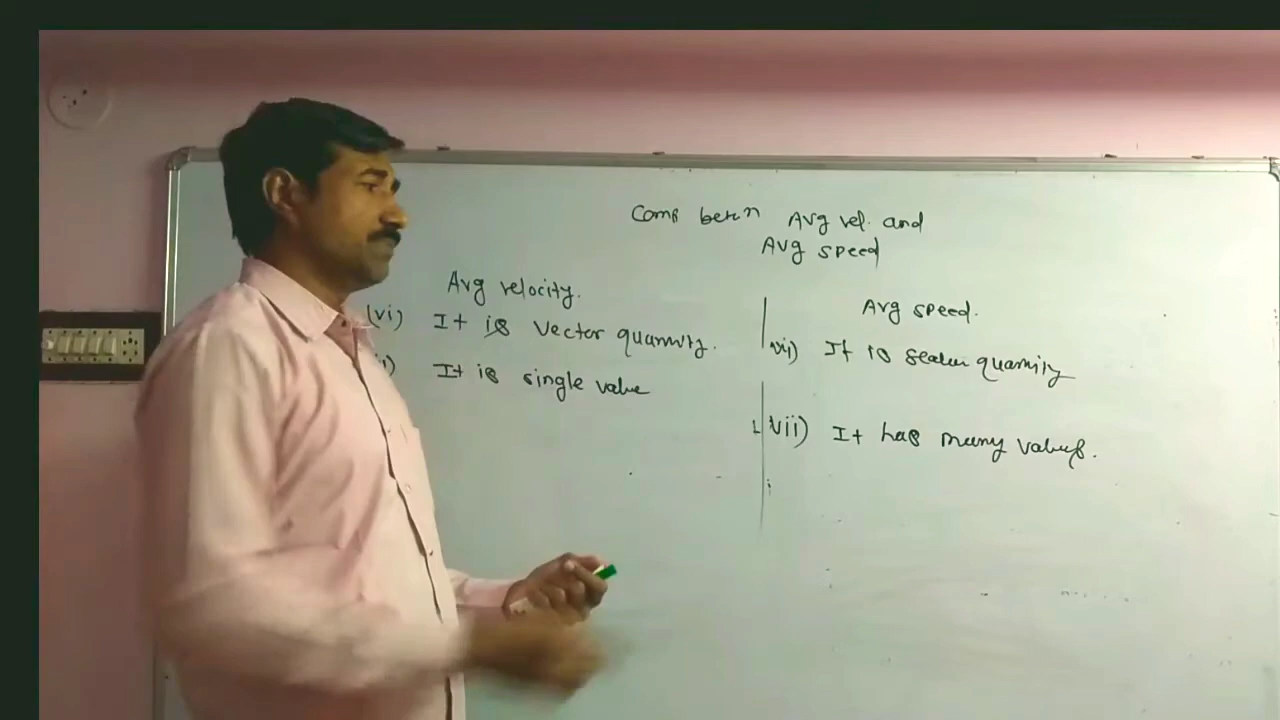 Comp betn Avg vel. and
Avg speed
Avg velocity.
(vi) It is vector quantity.
i) It is single value
Avg speed.
vi) It is scalar quantity
vii) It has many values.